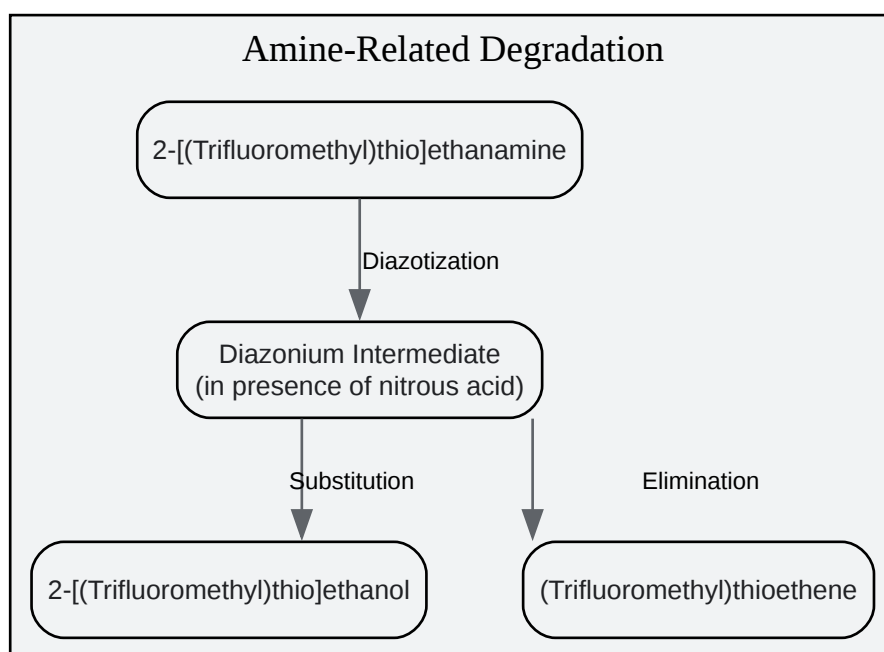 Amine-Related Degradation
2-[(Trifluoromethyl)thio]ethanamine
Diazotization
Diazonium Intermediate
(in presence of nitrous acid)
Substitution
Elimination
2-[(Trifluoromethyl)thio]ethanol
(Trifluoromethyl)thioethene